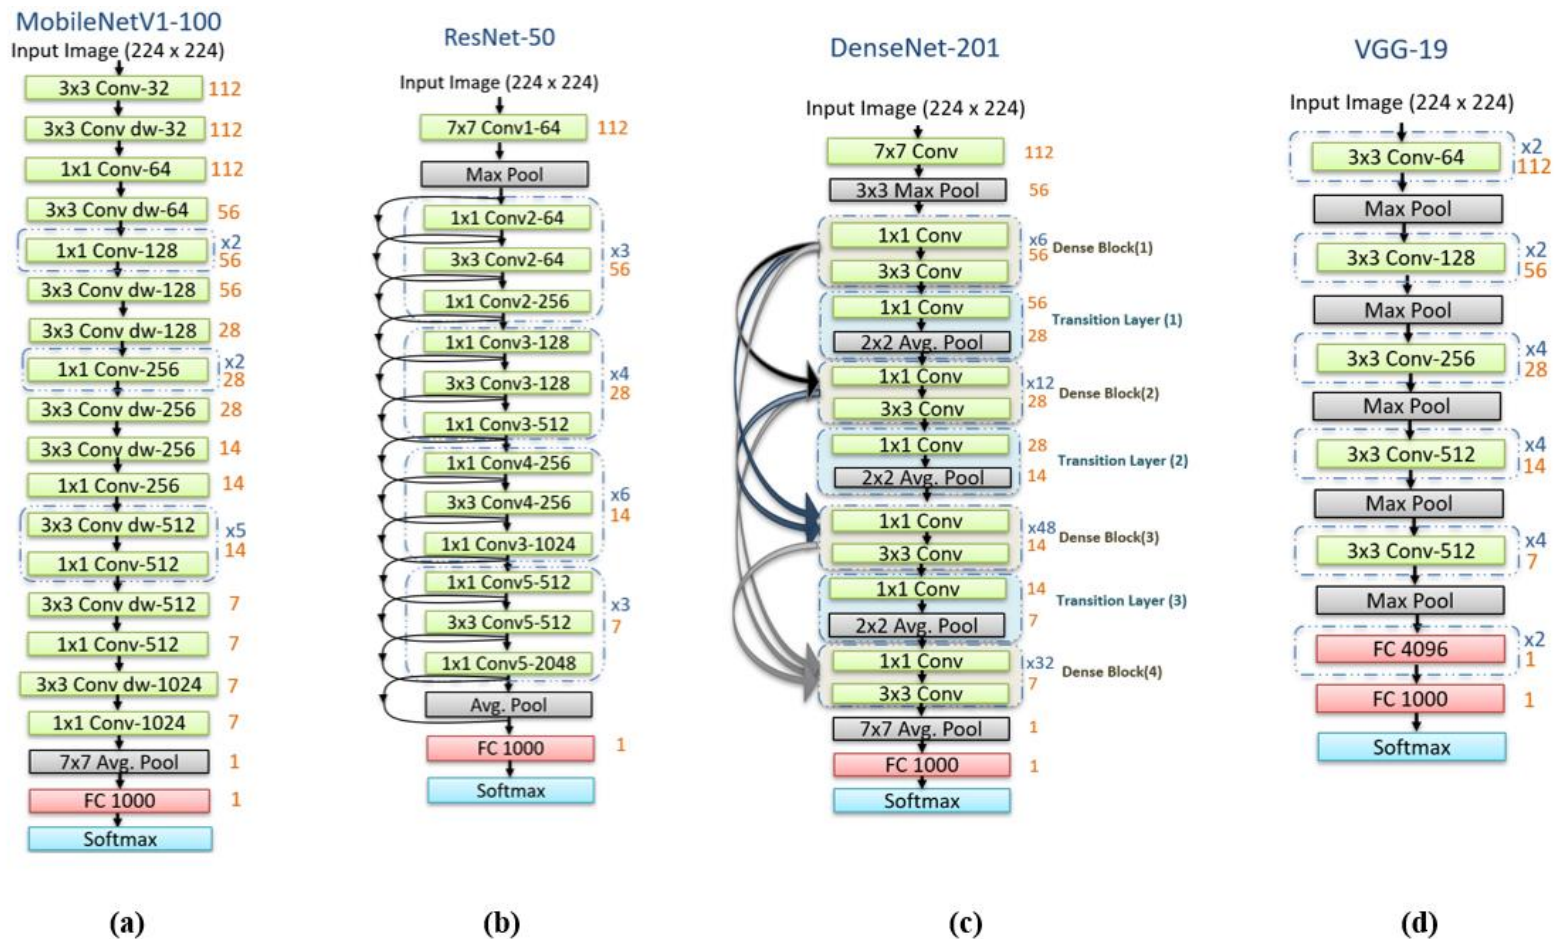 MobileNetV1-100
Input Image (224 x 224)
3x3 Conv-32 112
3x3 Conv dw-32 112
1x1 Conv-64 112
3x3 Conv dw-64 56
1x1 Conv-128 x2 56
3x3 Conv dw-128 56
3x3 Conv dw-128 28
1x1 Conv-256 x2 28
3x3 Conv dw-256 28
3x3 Conv dw-256 14
1x1 Conv-256 14
3x3 Conv dw-512
x5
14
1x1 Conv-512
3x3 Conv dw-512 7
1x1 Conv-512 7
3x3 Conv dw-1024 7
1x1 Conv-1024 7
7x7 Avg. Pool 1
FC 1000 1
Softmax
(a)
ResNet-50
Input Image (224 x 224)
7x7 Conv1-64 112
Max Pool
1x1 Conv2-64
3x3 Conv2-64 x3 56
1x1 Conv2-256
1x1 Conv3-128
3x3 Conv3-128 x4 28
1x1 Conv3-512
1x1 Conv4-256
3x3 Conv4-256 x6 14
1x1 Conv3-1024
1x1 Conv5-512
3x3 Conv5-512 x3 7
1x1 Conv5-2048
Avg. Pool
FC 1000 1
Softmax
(b)
DenseNet-201
Input Image (224 x 224)
7x7 Conv 112
3x3 Max Pool 56
1x1 Conv
x6 56 Dense Block(1)
3x3 Conv
1x1 Conv 56
Transition Layer (1)
2x2 Avg. Pool 28
1x1 Conv
x12 28 Dense Block(2)
3x3 Conv
1x1 Conv 28
Transition Layer (2)
2x2 Avg. Pool 14
1x1 Conv
x48 14 Dense Block(3)
3x3 Conv
1x1 Conv 14
Transition Layer (3)
2x2 Avg. Pool 7
1x1 Conv
x32 7 Dense Block(4)
3x3 Conv
7x7 Avg. Pool 1
FC 1000 1
Softmax
(c)
VGG-19
Input Image (224 x 224)
3x3 Conv-64 x2 112
Max Pool
3x3 Conv-128 x2 56
Max Pool
3x3 Conv-256 x4 28
Max Pool
3x3 Conv-512 x4 14
Max Pool
3x3 Conv-512 x4 7
Max Pool
FC 4096 x2 1
FC 1000 1
Softmax
(d)